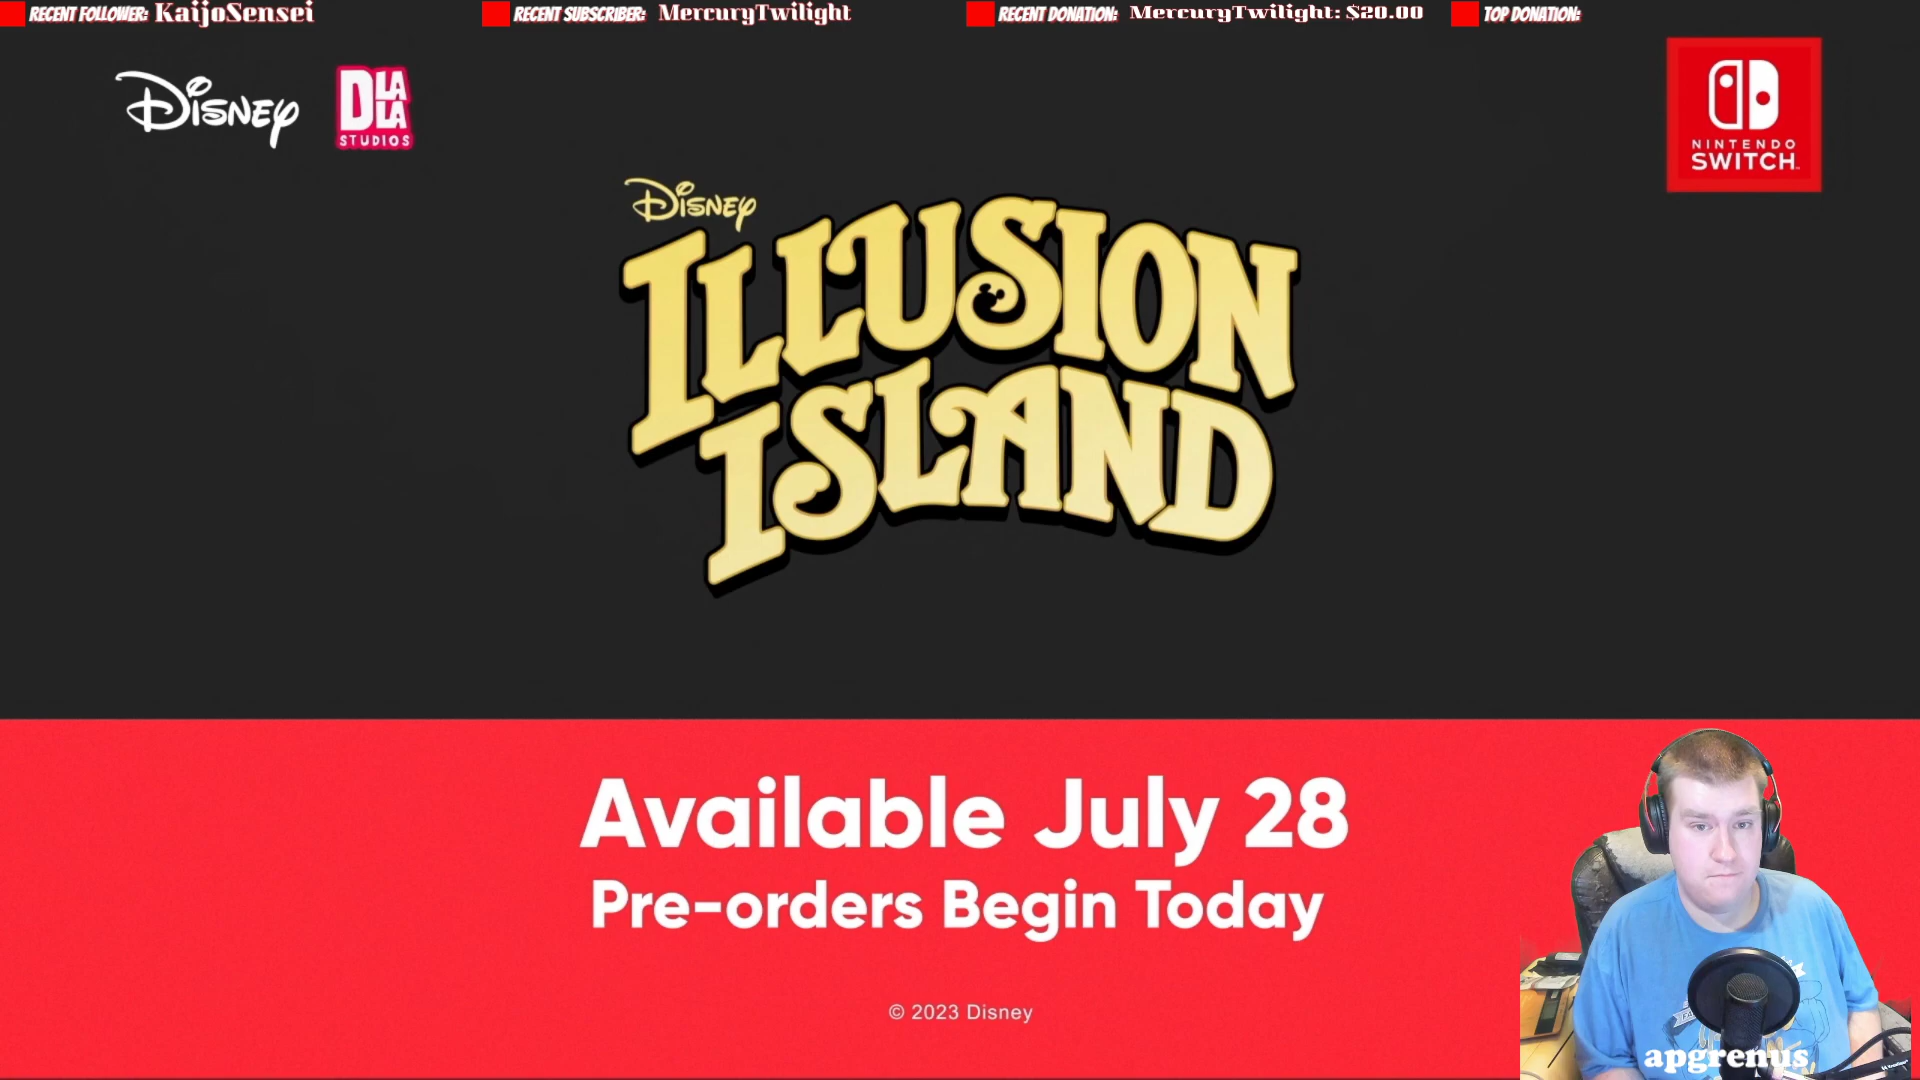 RECENT FOLLOWER: KaijoSensei
RECENT SUBSCRIBER: MercuryTwilight
RECENT DONATION: MercuryTwilight: $20.00
TOP DONATION:
Disney
DLALA
STUDIOS
NINTENDO
SWITCH
Disney
ILLUSION
ISLAND
Available July 28
Pre-orders Begin Today
© 2023 Disney
apgrenus